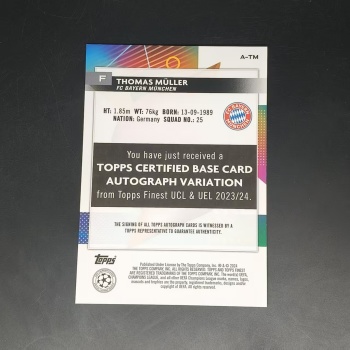 A-TM
F
THOMAS MÜLLER
FC BAYERN MÜNCHEN
HT: 1.85m WT: 76kg BORN: 13-09-1989
NATION: Germany SQUAD NO.: 25
You have just received a
TOPPS CERTIFIED BASE CARD
AUTOGRAPH VARIATION
from Topps Finest UCL & UEL 2023/24.
THE SIGNING OF ALL TOPPS AUTOGRAPH CARDS IS WITNESSED BY A
TOPPS REPRESENTATIVE TO GUARANTEE AUTHENTICITY.
Topps
CHAMPIONS LEAGUE